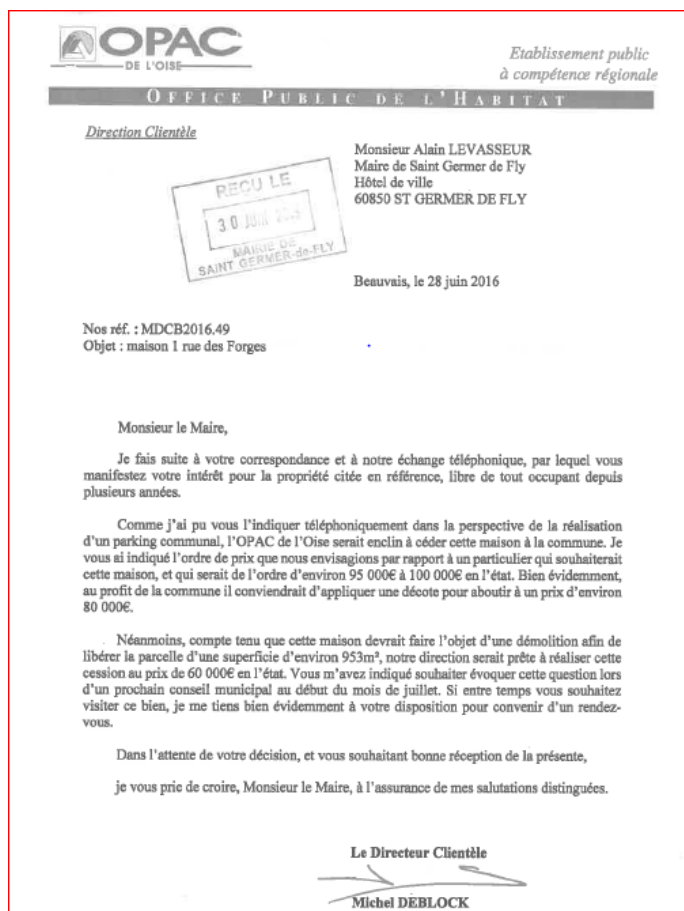 OPAC
DE L'OISE
Etablissement public
à compétence régionale
OFFICE PUBLIC DE L'HABITAT
Direction Clientèle
Monsieur Alain LEVASSEUR
Maire de Saint Germer de Fly
Hôtel de ville
60850 ST GERMER DE FLY
REÇU LE
30 JUIN 2016
MAIRIE DE
SAINT GERMER-de-FLY
Beauvais, le 28 juin 2016
Nos réf. : MDCB2016.49
Objet : maison 1 rue des Forges
Monsieur le Maire,
Je fais suite à votre correspondance et à notre échange téléphonique, par lequel vous
manifestez votre intérêt pour la propriété citée en référence, libre de tout occupant depuis
plusieurs années.
Comme j'ai pu vous l'indiquer téléphoniquement dans la perspective de la réalisation
d'un parking communal, l'OPAC de l'Oise serait enclin à céder cette maison à la commune. Je
vous ai indiqué l'ordre de prix que nous envisagions par rapport à un particulier qui souhaiterait
cette maison, et qui serait de l'ordre d'environ 95 000€ à 100 000€ en l'état. Bien évidemment,
au profit de la commune il conviendrait d'appliquer une décote pour aboutir à un prix d'environ
80 000€.
Néanmoins, compte tenu que cette maison devrait faire l'objet d'une démolition afin de
libérer la parcelle d'une superficie d'environ 953m², notre direction serait prête à réaliser cette
cession au prix de 60 000€ en l'état. Vous m'avez indiqué souhaiter évoquer cette question lors
d'un prochain conseil municipal au début du mois de juillet. Si entre temps vous souhaitez
visiter ce bien, je me tiens bien évidemment à votre disposition pour convenir d'un rendez-
vous.
Dans l'attente de votre décision, et vous souhaitant bonne réception de la présente,
je vous prie de croire, Monsieur le Maire, à l'assurance de mes salutations distinguées.
Le Directeur Clientèle
Michel DEBLOCK